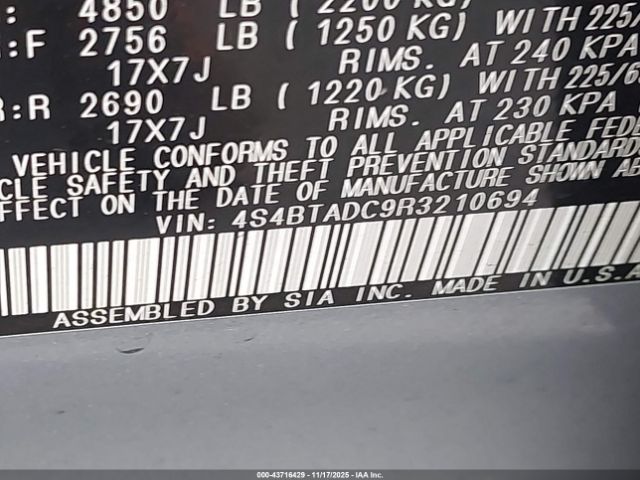 : 4850 LB ( 2200 KG)
:F 2756 LB ( 1250 KG) WITH 225/
17X7J RIMS. AT 240 KPA
R:R 2690 LB ( 1220 KG) WITH 225/6
17X7J RIMS. AT 230 KPA
VEHICLE CONFORMS TO ALL APPLICABLE FEDR
CLE SAFETY AND THEFT PREVENTION STANDARD
THE DATE OF MANUFACTURE SHOWN AB
VIN: 4S4BTADC9R3210694
ASSEMBLED BY SIA INC. MADE IN U.S.A
000-43716429 - 11/17/2025 - IAA Inc.